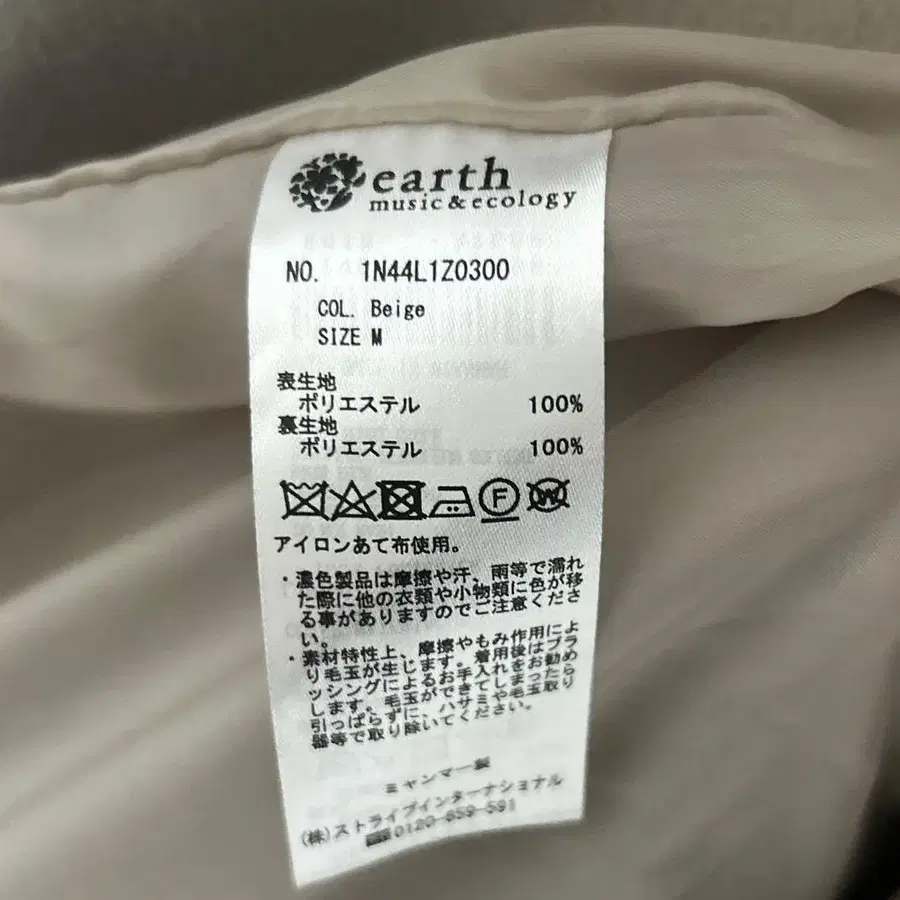 earth
music&ecology
NO. 1N44L1Z0300
COL. Beige
SIZE M
表生地
ポリエステル 100%
裏生地
ポリエステル 100%
F W
アイロンあて布使用。
・濃色製品は摩擦や汗、雨等で濡れ
た際に他の衣類や小物類に色が移
る事がありますのでご注意くださ
い。
・素材特性上、摩擦やもみ作用によ
り毛玉が生じます。着用後はブラ
ッシングによるお手入れをお勧め
します。毛玉ができてしまったら
引っぱらずに、ハサミや毛玉取り
器等で取り除いてください。
ミャンマー製
(株)ストライプインターナショナル
0120-659-591